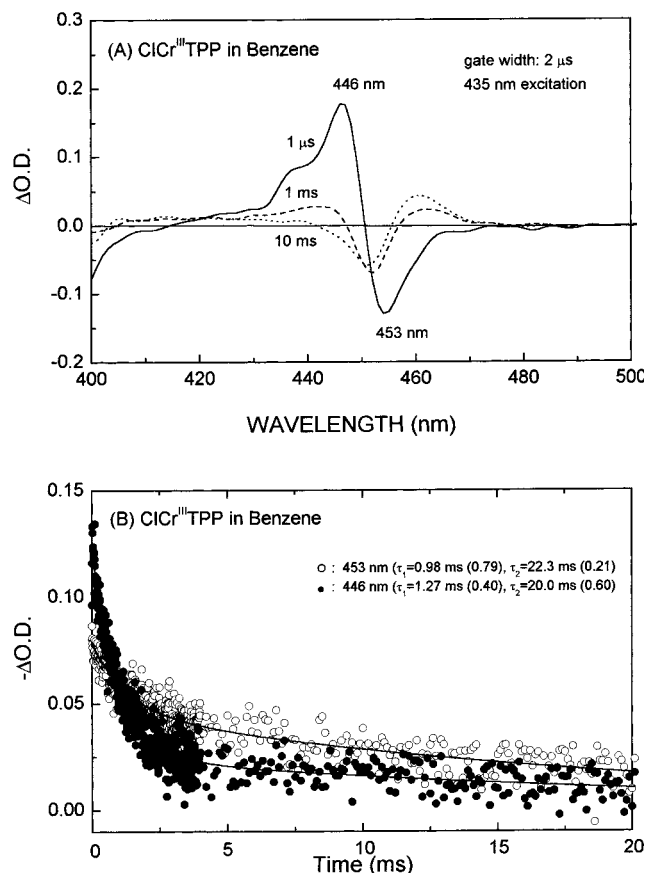 0.3
(A) ClCrᴵᴵᴵTPP in Benzene
gate width: 2 μs
435 nm excitation
446 nm
0.2
1 μs
0.1
ΔO.D.
1 ms
0.0
10 ms
-0.1
453 nm
-0.2
400 420 440 460 480 500
WAVELENGTH (nm)
0.15
(B) ClCrᴵᴵᴵTPP in Benzene
○ : 453 nm (τ₁=0.98 ms (0.79), τ₂=22.3 ms (0.21)
● : 446 nm (τ₁=1.27 ms (0.40), τ₂=20.0 ms (0.60)
0.10
-ΔO.D.
0.05
0.00
0 5 10 15 20
Time (ms)